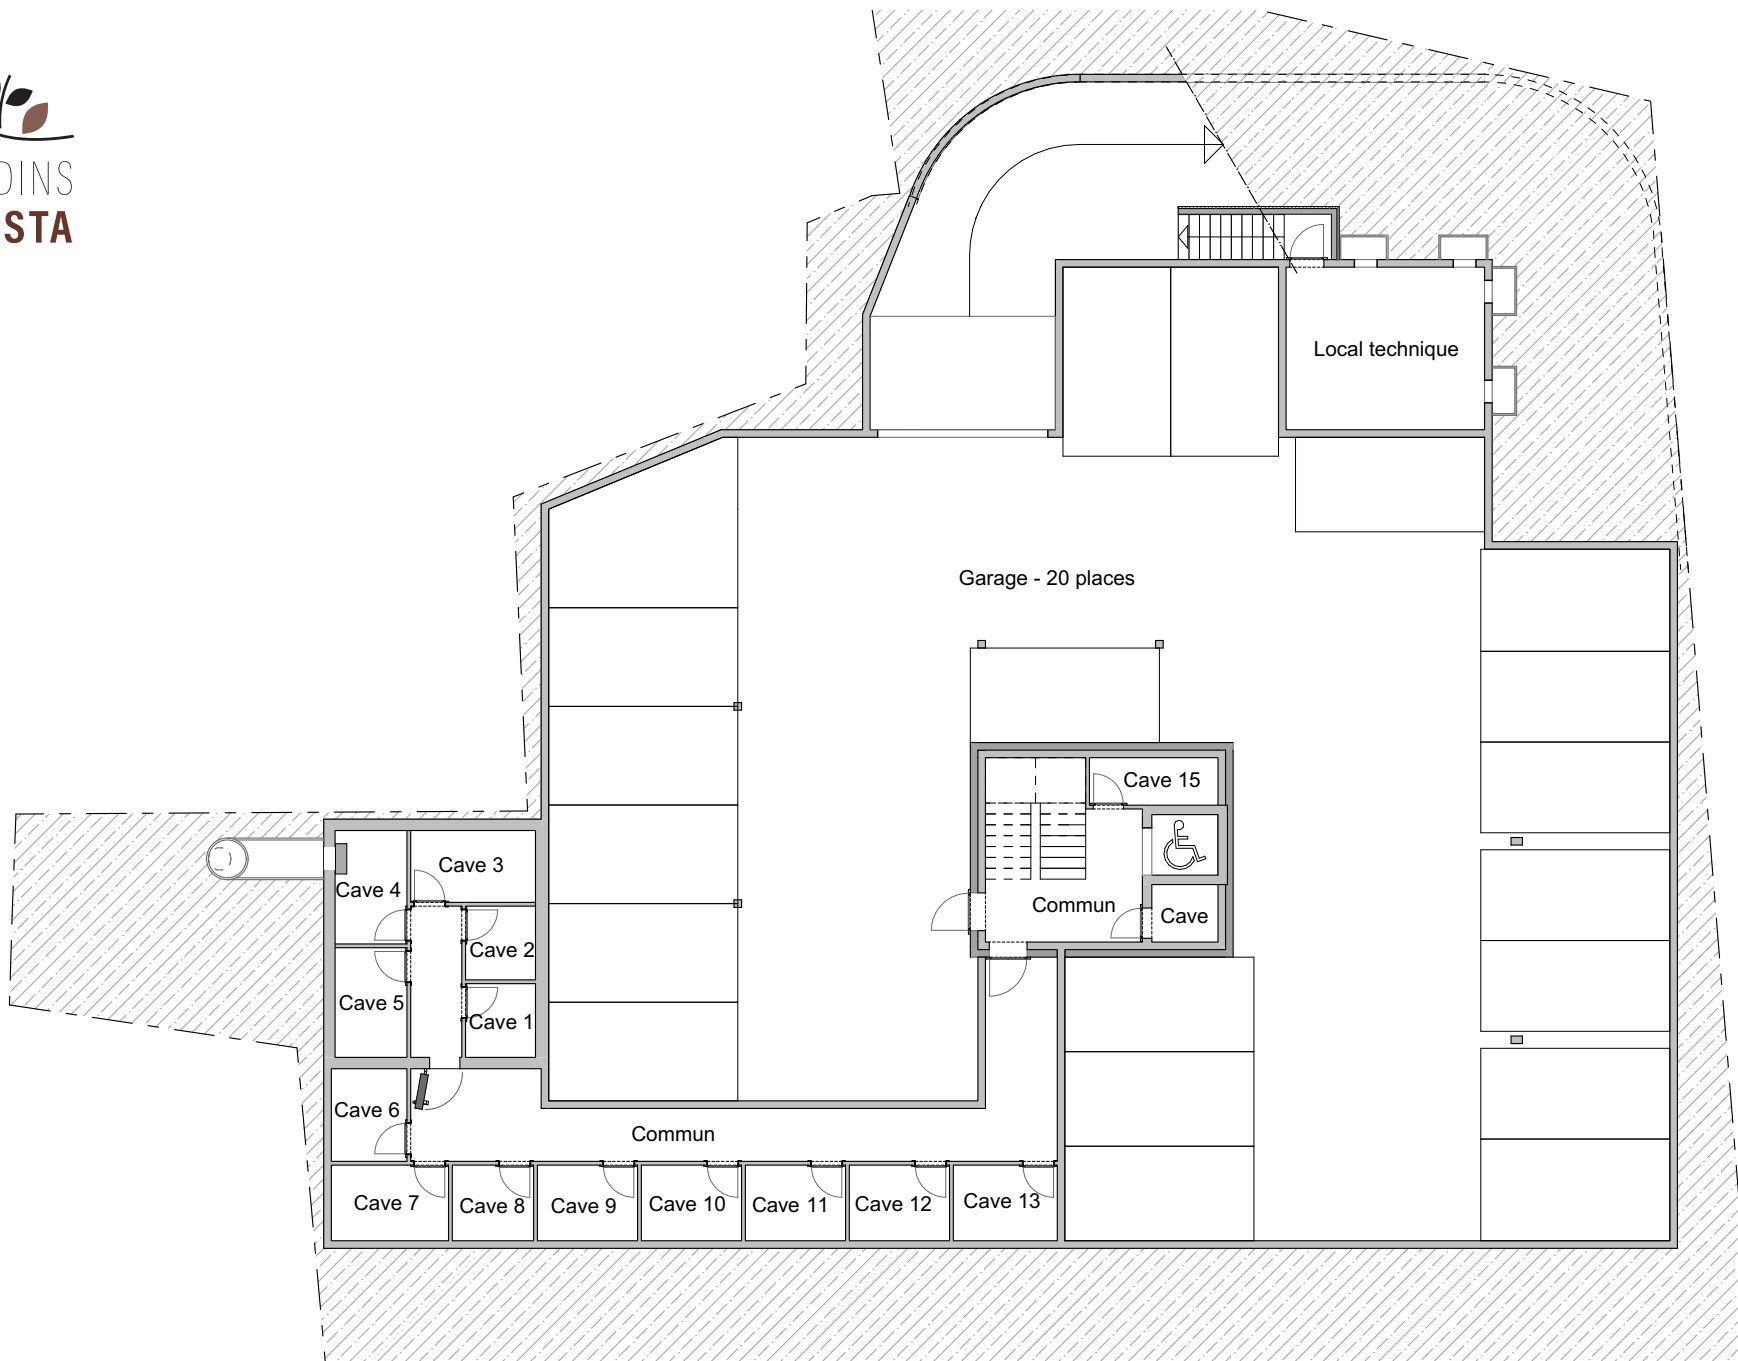 DINS
STA
Local technique
Garage - 20 places
Cave 15
Cave 3
Cave 4
Commun
Cave
Cave 2
Cave 5
Cave 1
Cave 6
Commun
Cave 7
Cave 8
Cave 9
Cave 10
Cave 11
Cave 12
Cave 13